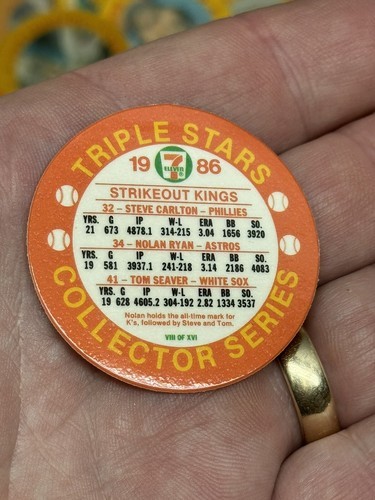 TRIPLE STARS
19 7 ELEVEN 86
STRIKEOUT KINGS
32 – STEVE CARLTON – PHILLIES
YRS. G IP W-L ERA BB SO.
21 673 4878.1 314-215 3.04 1656 3920
34 – NOLAN RYAN – ASTROS
YRS. G IP W-L ERA BB SO.
19 581 3937.1 241-218 3.14 2186 4083
41 – TOM SEAVER – WHITE SOX
YRS. G IP W-L ERA BB SO.
19 628 4605.2 304-192 2.82 1334 3537
Nolan holds the all-time mark for
K's, followed by Steve and Tom.
VIII OF XVI
COLLECTOR SERIES